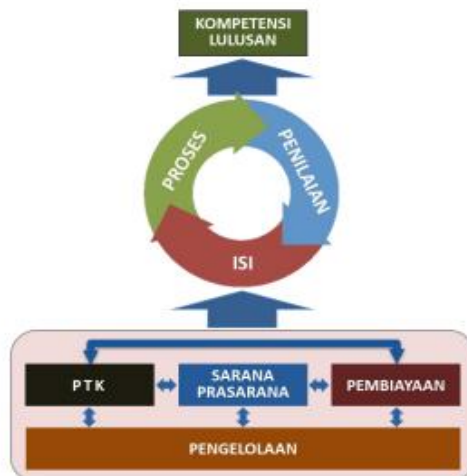 KOMPETENSI
LULUSAN
PROSES
PENILAIAN
ISI
PTK
SARANA
PRASARANA
PEMBIAYAAN
PENGELOLAAN